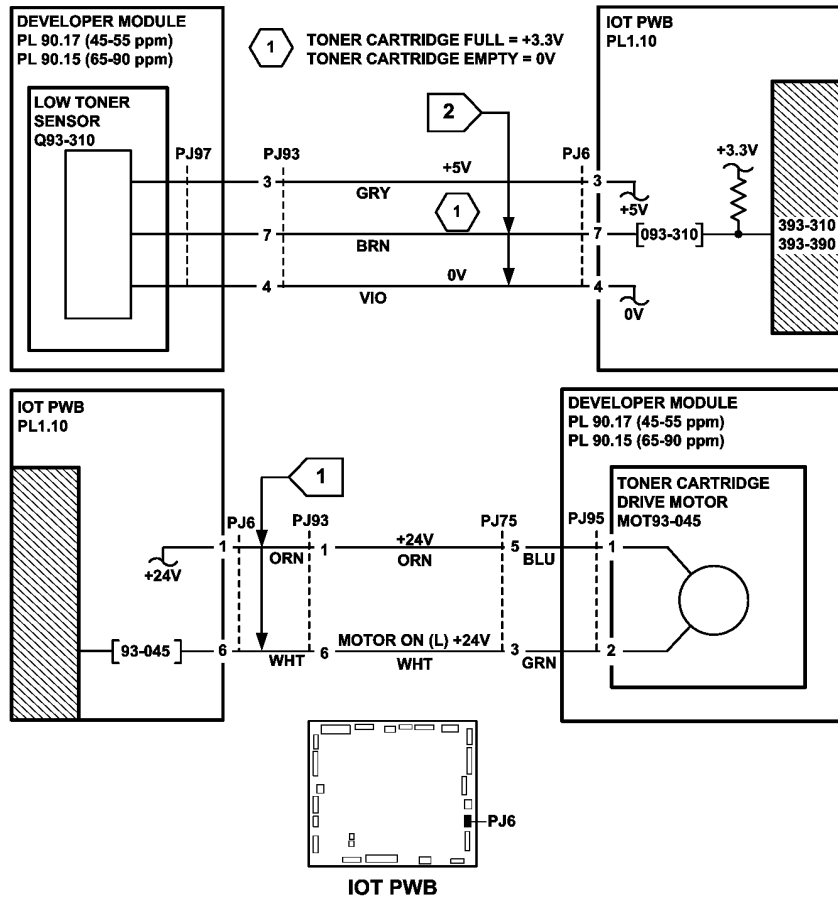 DEVELOPER MODULE
PL 90.17 (45-55 ppm)
PL 90.15 (65-90 ppm)
1
TONER CARTRIDGE FULL = +3.3V
TONER CARTRIDGE EMPTY = 0V
IOT PWB
PL1.10
LOW TONER
SENSOR
Q93-310
2
PJ97
PJ93
PJ6
+3.3V
3
GRY
+5V
3
+5V
7
BRN
1
7
[093-310]
393-310
393-390
4
VIO
0V
4
0V
IOT PWB
PL1.10
DEVELOPER MODULE
PL 90.17 (45-55 ppm)
PL 90.15 (65-90 ppm)
1
TONER CARTRIDGE
DRIVE MOTOR
MOT93-045
PJ6
PJ93
PJ75
PJ95
+24V
1
ORN
1
+24V
ORN
5
BLU
1
[93-045]
6
WHT
6
MOTOR ON (L) +24V
WHT
3
GRN
2
PJ6
IOT PWB